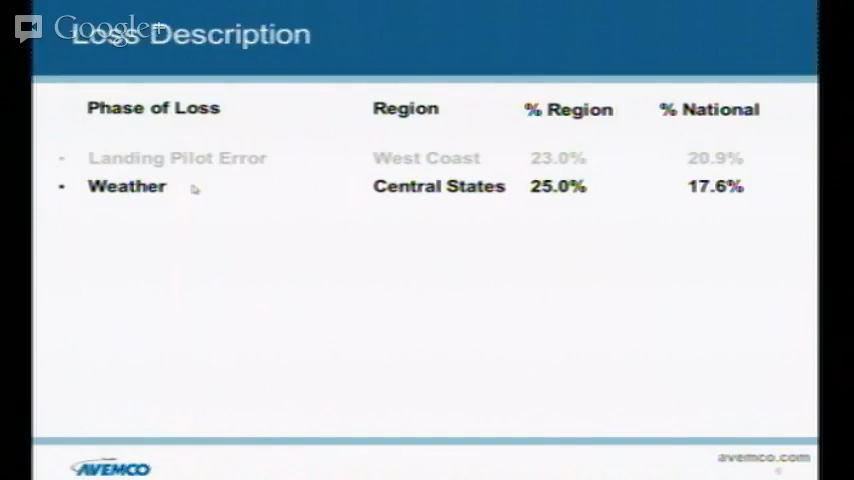 Google+
Loss Description
Phase of Loss Region % Region % National
• Landing Pilot Error West Coast 23.0% 20.9%
• Weather Central States 25.0% 17.6%
AVEMCO avemco.com